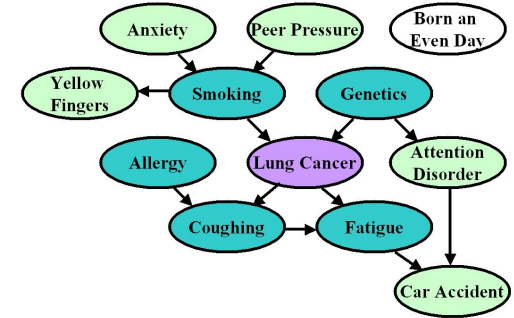 Anxiety
Peer Pressure
Born an
Even Day
Yellow
Fingers
Smoking
Genetics
Allergy
Lung Cancer
Attention
Disorder
Coughing
Fatigue
Car Accident